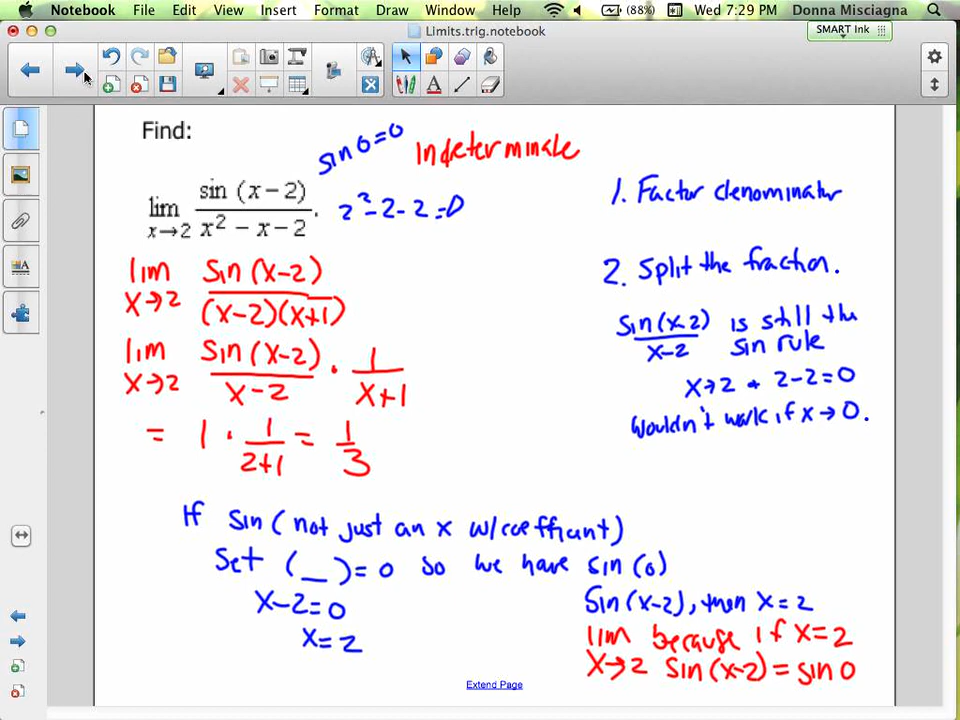 Notebook File Edit View Insert Format Draw Window Help (88%) Wed 7:29 PM Donna Misciagna
Limits.trig.notebook
SMART Ink
Find:
sin 0 = 0 Indeterminate
lim x→2 sin (x−2) / x² − x − 2 .
2² - 2 - 2 = 0
lim x→2 sin(x-2) / (x-2)(x+1)
lim x→2 sin(x-2) / x-2 · 1 / x+1
= 1 · 1 / 2+1 = 1 / 3
1. Factor denominator
2. Split the fraction.
sin(x-2) / x-2 is still the
sin rule
x→2 + 2-2=0
Wouldn't work if x→0.
If sin (not just an x w/coefficiant)
Set (__)=0 so we have sin(0)
x-2=0
x=2
Sin(x-2), then x=2
lim x→2 because if x=2
sin(x-2) = sin 0
Extend Page